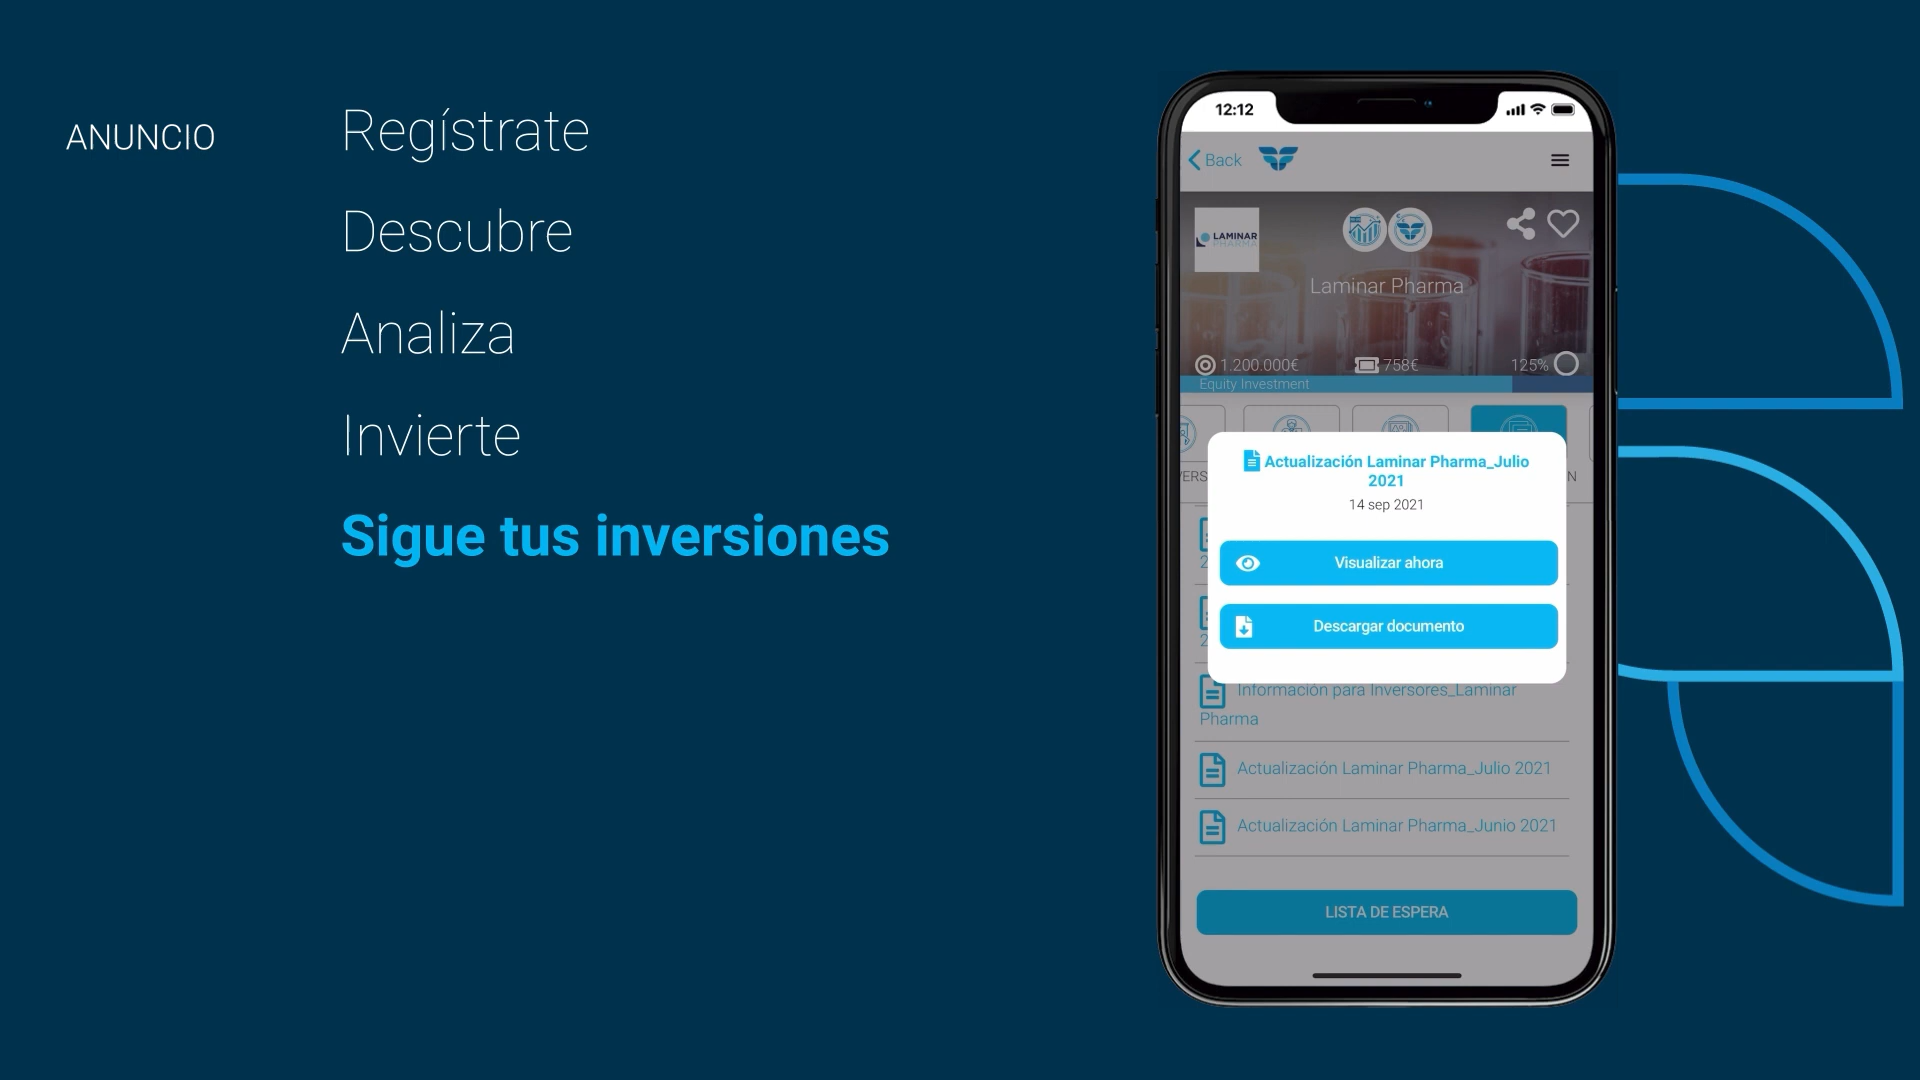 ANUNCIO
Regístrate
Descubre
Analiza
Invierte
Sigue tus inversiones
12:12
Back
LAMINAR
PHARMA
Laminar Pharma
1.200.000€
758€
125%
Equity Investment
Actualización Laminar Pharma_Julio
2021
14 sep 2021
Visualizar ahora
Descargar documento
Información para Inversores_Laminar
Pharma
Actualización Laminar Pharma_Julio 2021
Actualización Laminar Pharma_Junio 2021
LISTA DE ESPERA